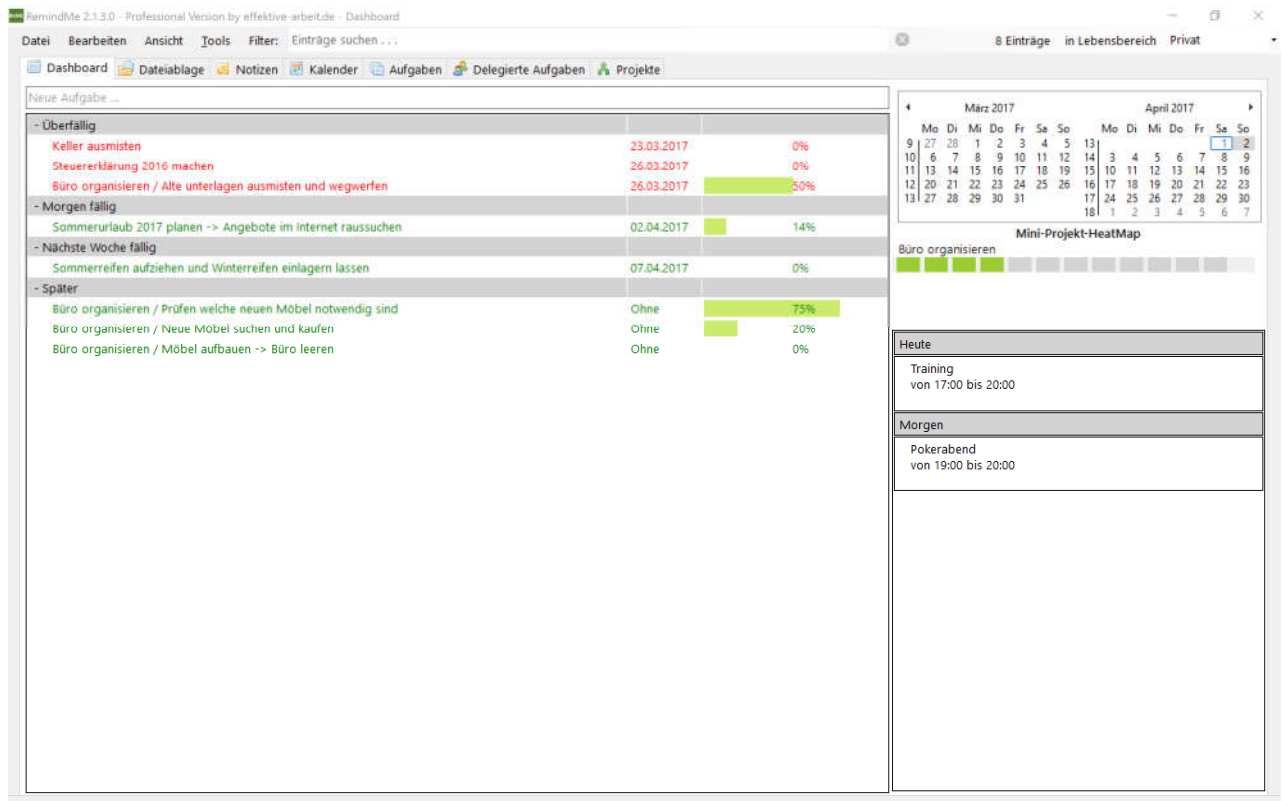 RemindMe 2.1.3.0 - Professional Version by effektive-arbeit.de - Dashboard
Datei Bearbeiten Ansicht Tools Filter: Einträge suchen . . . 8 Einträge in Lebensbereich Privat
Dashboard Dateiablage Notizen Kalender Aufgaben Delegierte Aufgaben Projekte
Neue Aufgabe ...
- Überfällig
Keller ausmisten 23.03.2017 0%
Steuererklärung 2016 machen 26.03.2017 0%
Büro organisieren / Alte unterlagen ausmisten und wegwerfen 26.03.2017 50%
- Morgen fällig
Sommerurlaub 2017 planen -> Angebote im Internet raussuchen 02.04.2017 14%
- Nächste Woche fällig
Sommerreifen aufziehen und Winterreifen einlagern lassen 07.04.2017 0%
- Später
Büro organisieren / Prüfen welche neuen Möbel notwendig sind Ohne 75%
Büro organisieren / Neue Möbel suchen und kaufen Ohne 20%
Büro organisieren / Möbel aufbauen -> Büro leeren Ohne 0%
März 2017 April 2017
Mo Di Mi Do Fr Sa So Mo Di Mi Do Fr Sa So
9 27 28 1 2 3 4 5 13 1 2
10 6 7 8 9 10 11 12 14 3 4 5 6 7 8 9
11 13 14 15 16 17 18 19 15 10 11 12 13 14 15 16
12 20 21 22 23 24 25 26 16 17 18 19 20 21 22 23
13 27 28 29 30 31 17 24 25 26 27 28 29 30
18 1 2 3 4 5 6 7
Mini-Projekt-HeatMap
Büro organisieren
Heute
Training
von 17:00 bis 20:00
Morgen
Pokerabend
von 19:00 bis 20:00